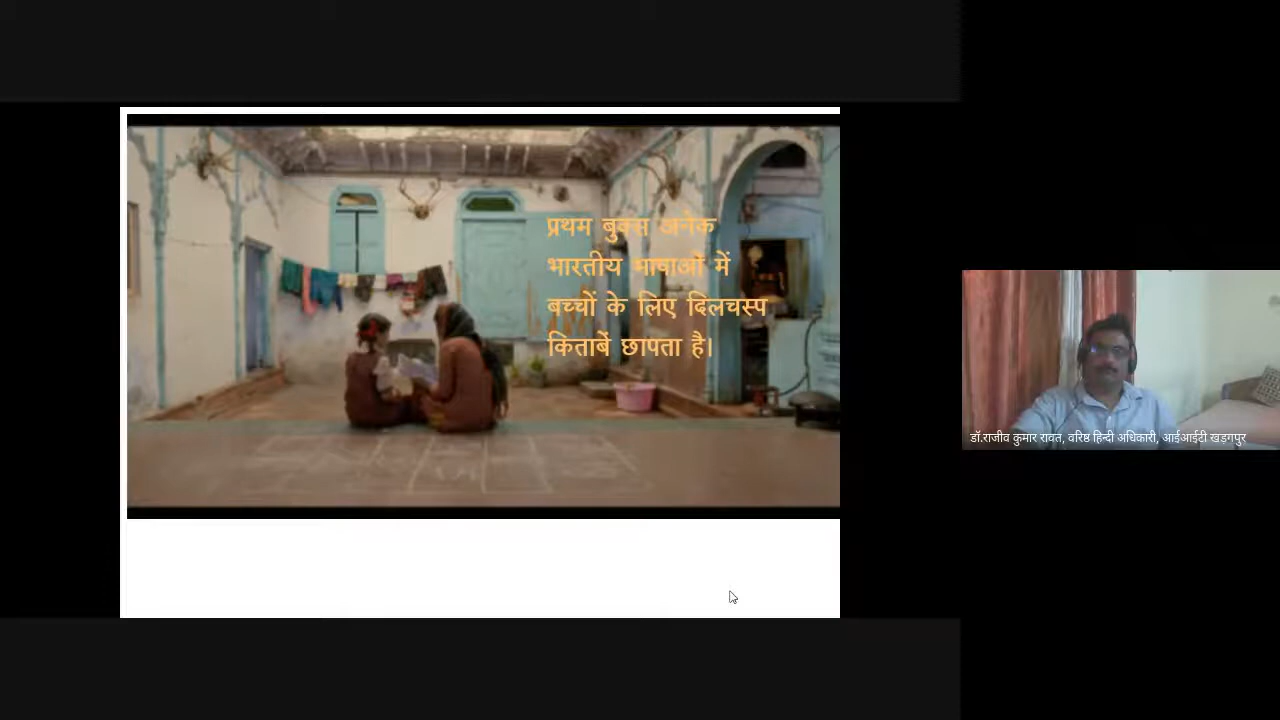 प्रथम बुक्स अनेक
भारतीय भाषाओं में
बच्चों के लिए दिलचस्प
किताबें छापता है।
डॉ.राजीव कुमार रावत, वरिष्ठ हिन्दी अधिकारी, आईआईटी खड़गपुर